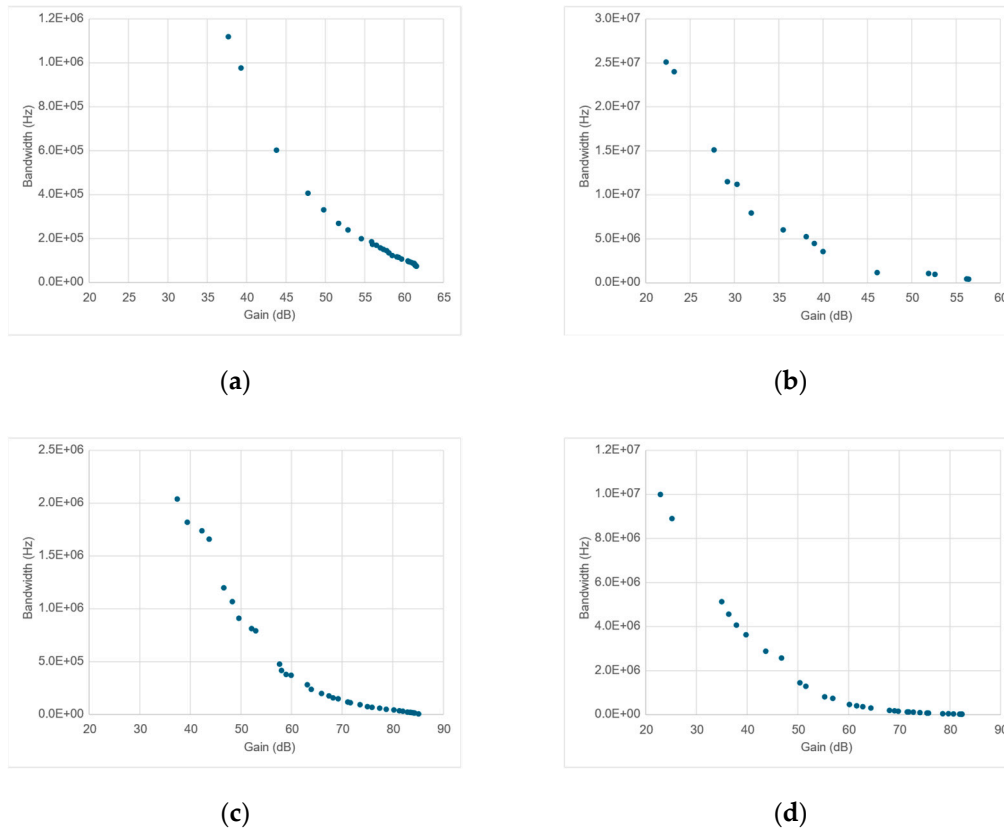 1.2E+06
1.0E+06
8.0E+05
6.0E+05
4.0E+05
2.0E+05
0.0E+00
Bandwidth (Hz)
20 25 30 35 40 45 50 55 60 65
Gain (dB)
(a)
3.0E+07
2.5E+07
2.0E+07
1.5E+07
1.0E+07
5.0E+06
0.0E+00
Bandwidth (Hz)
20 25 30 35 40 45 50 55 60
Gain (dB)
(b)
2.5E+06
2.0E+06
1.5E+06
1.0E+06
5.0E+05
0.0E+00
Bandwidth (Hz)
20 30 40 50 60 70 80 90
Gain (dB)
(c)
1.2E+07
1.0E+07
8.0E+06
6.0E+06
4.0E+06
2.0E+06
0.0E+00
Bandwidth (Hz)
20 30 40 50 60 70 80 90
Gain (dB)
(d)